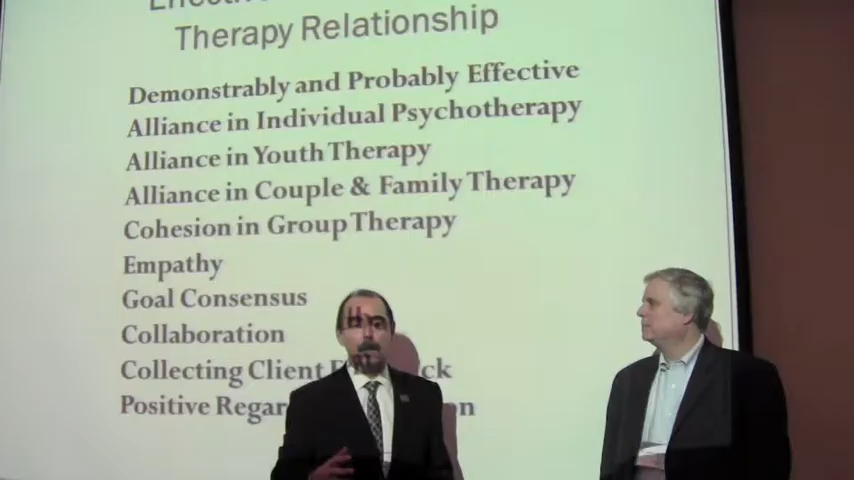 Therapy Relationship
Demonstrably and Probably Effective
Alliance in Individual Psychotherapy
Alliance in Youth Therapy
Alliance in Couple & Family Therapy
Cohesion in Group Therapy
Empathy
Goal Consensus
Collaboration
Collecting Client
Positive